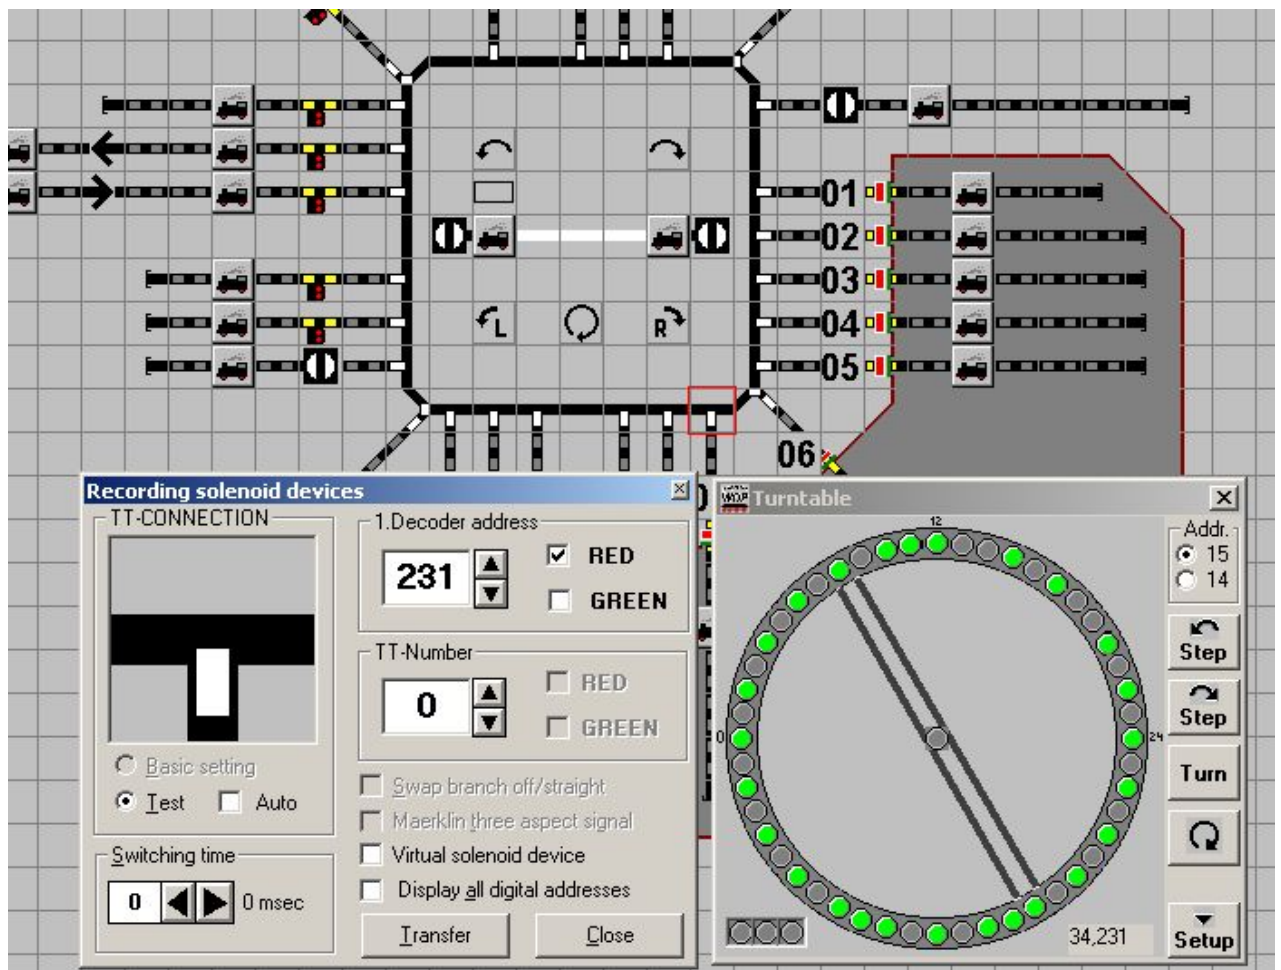 01
02
03
04
05
06
L
R
Recording solenoid devices
TT-CONNECTION
Basic setting
Test
Auto
Switching time
0
0 msec
1.Decoder address
231
RED
GREEN
TT-Number
0
RED
GREEN
Swap branch off/straight
Maerklin three aspect signal
Virtual solenoid device
Display all digital addresses
Transfer
Close
Turntable
12
0
24
Addr.
15
14
Step
Step
Turn
34,231
Setup